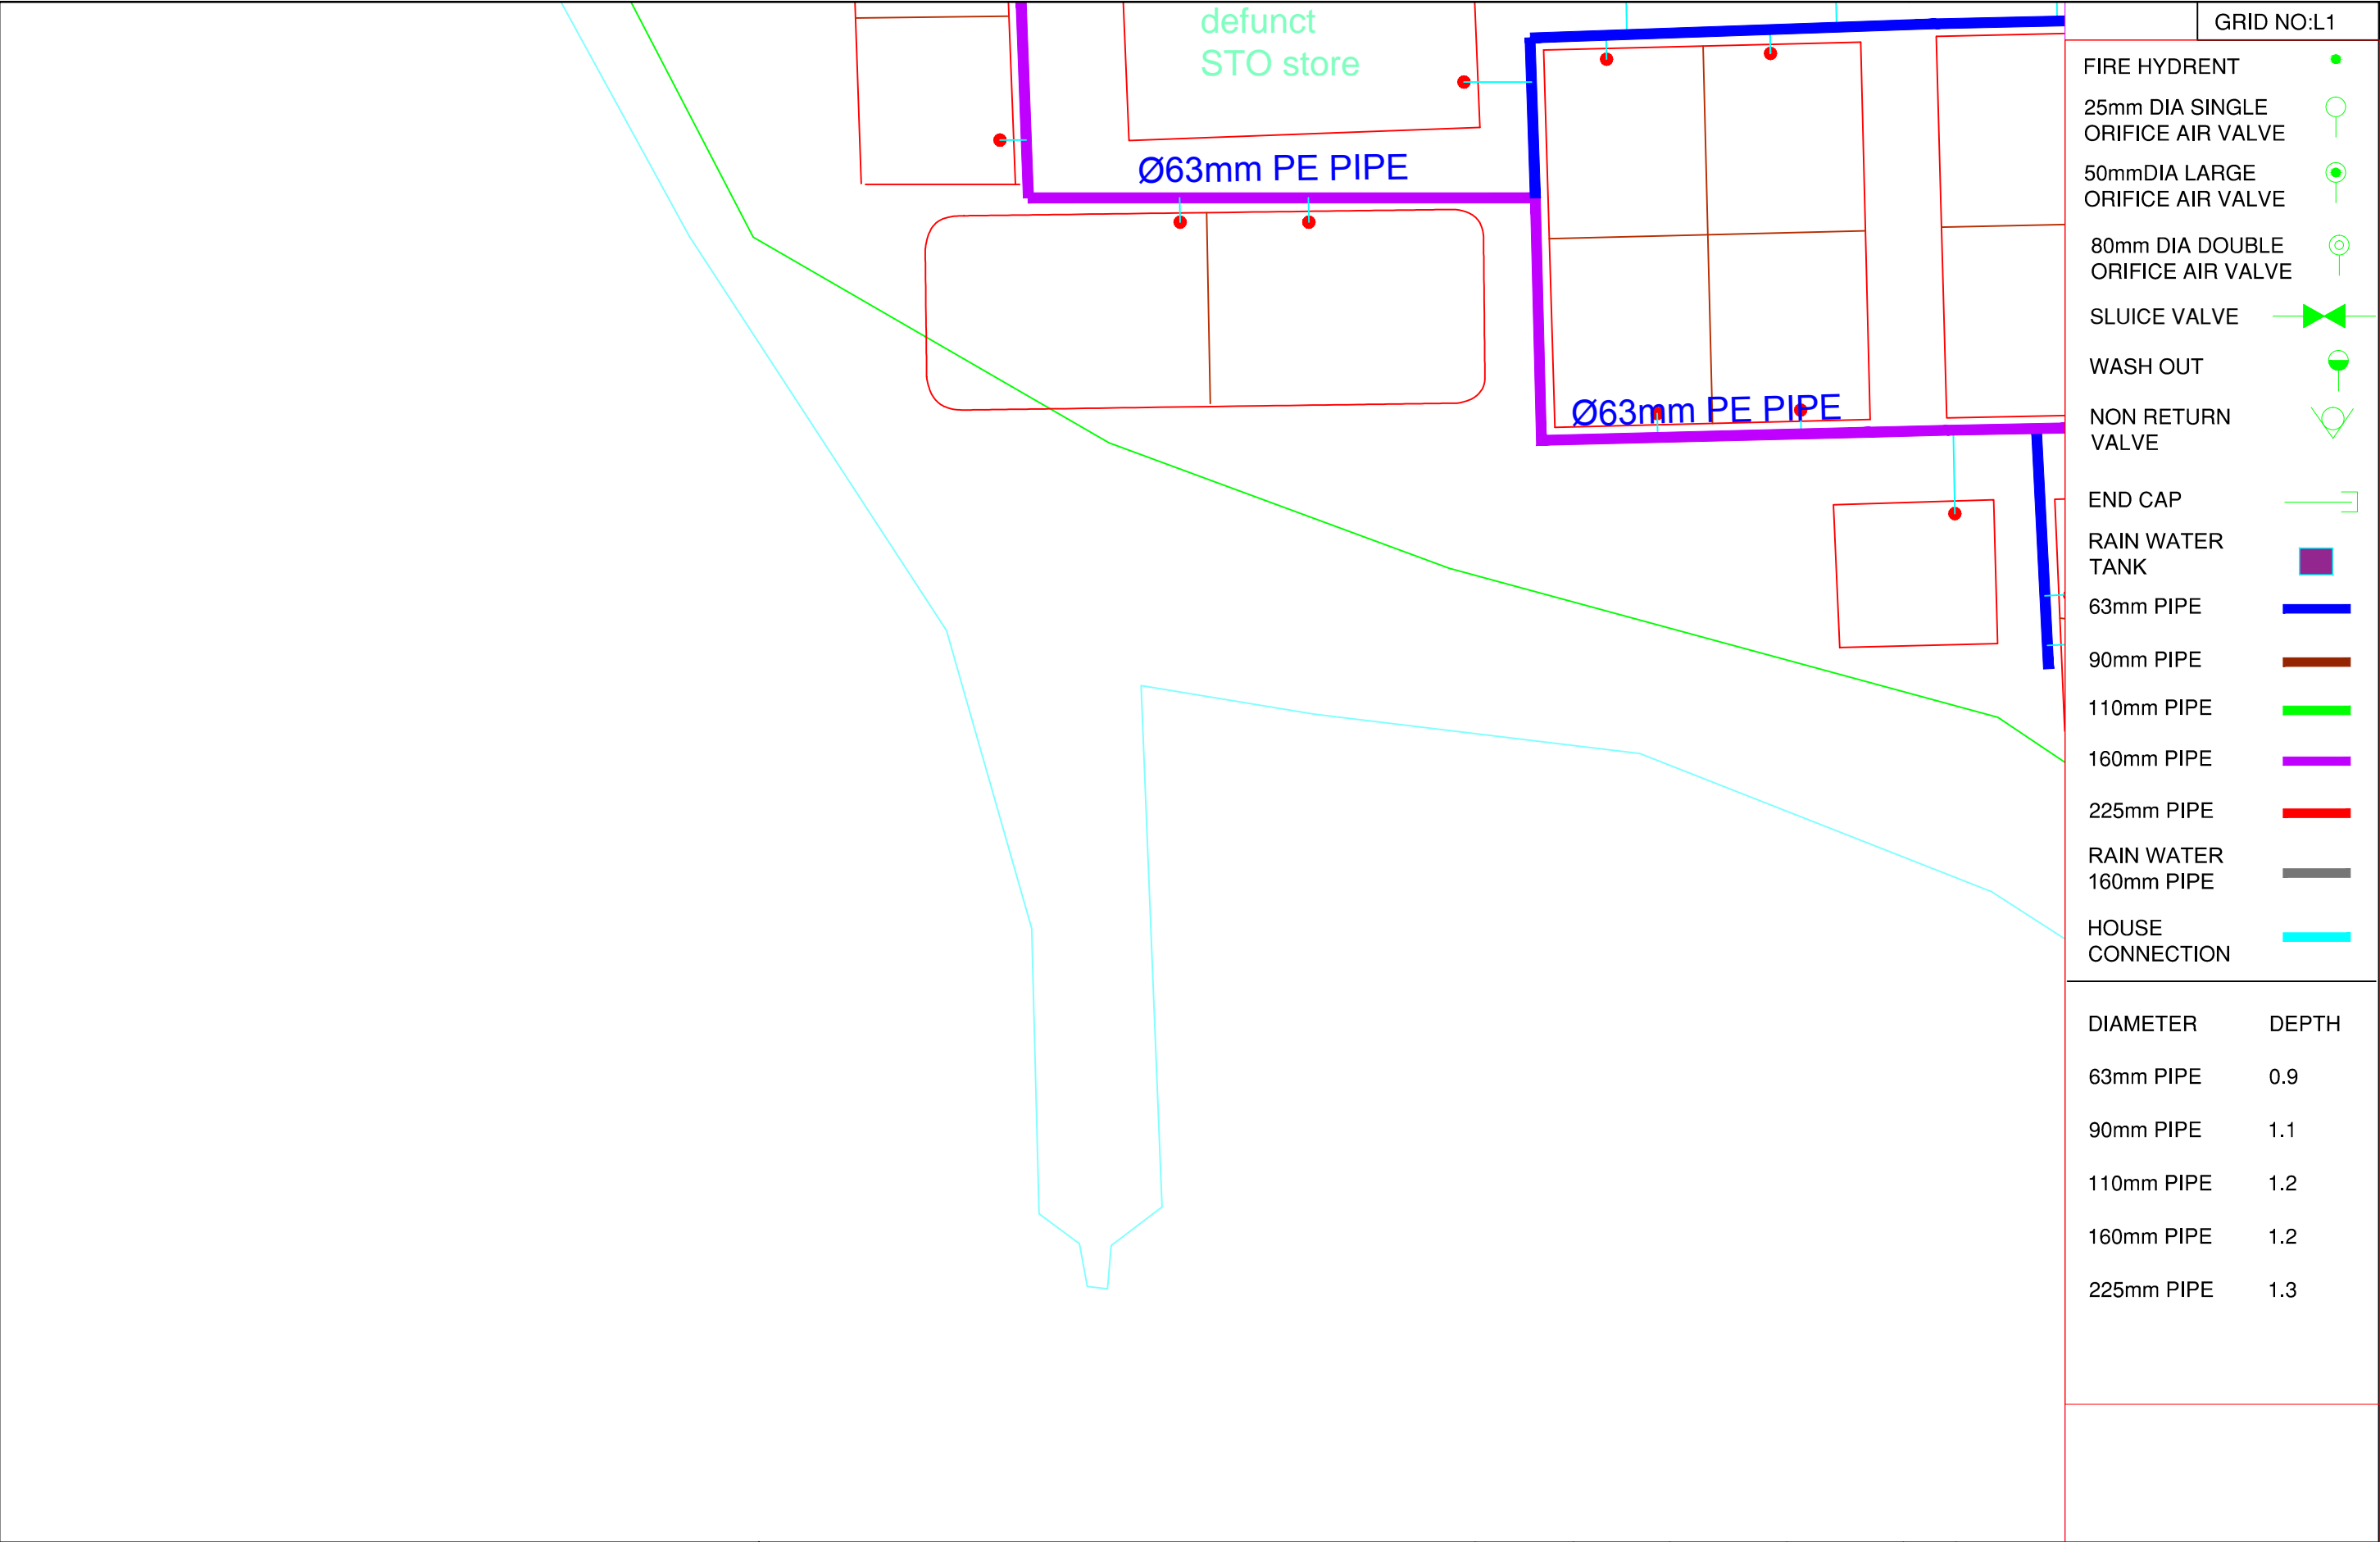 defunct
STO store
Ø63mm PE PIPE
Ø63mm PE PIPE
GRID NO:L1
FIRE HYDRENT
25mm DIA SINGLE
ORIFICE AIR VALVE
50mmDIA LARGE
ORIFICE AIR VALVE
80mm DIA DOUBLE
ORIFICE AIR VALVE
SLUICE VALVE
WASH OUT
NON RETURN
VALVE
END CAP
RAIN WATER
TANK
63mm PIPE
90mm PIPE
110mm PIPE
160mm PIPE
225mm PIPE
RAIN WATER
160mm PIPE
HOUSE
CONNECTION
DIAMETER DEPTH
63mm PIPE 0.9
90mm PIPE 1.1
110mm PIPE 1.2
160mm PIPE 1.2
225mm PIPE 1.3